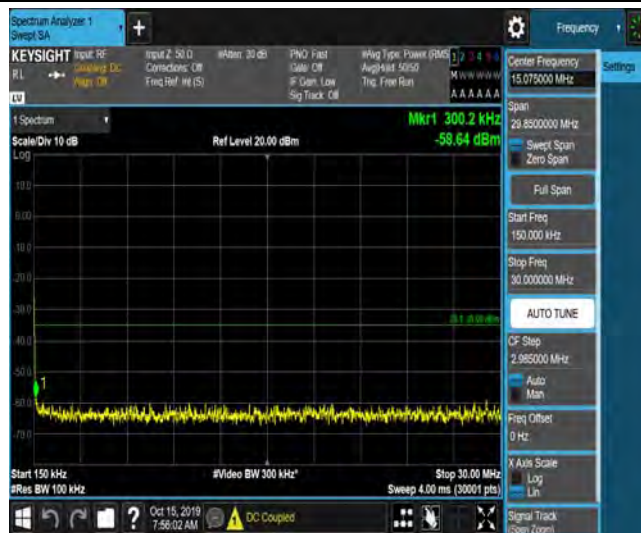 Spectrum Analyzer 1
Swept SA
+
Frequency
KEYSIGHT Input: RF
RL
Coupling: DC
Align: Off
Input Z: 50 Ω
Corrections: Off
Freq Ref: Int (S)
#Atten: 30 dB
PNO: Fast
Gate: Off
IF Gain: Low
Sig Track: Off
#Avg Type: Power (RMS
Avg|Hold: 50/50
Trig: Free Run
1 2 3 4 5 6
M W W W W W
A A A A A A
LV
1 Spectrum
Scale/Div 10 dB
Ref Level 20.00 dBm
Mkr1 300.2 kHz
-58.64 dBm
Log
10.0
0.00
-10.0
-20.0
-30.0
-40.0
-50.0
-60.0
-70.0
1
Start 150 kHz
#Res BW 100 kHz
#Video BW 300 kHz*
Stop 30.00 MHz
Sweep 4.00 ms (30001 pts)
?
Oct 15, 2019
7:56:02 AM
DC Coupled
Center Frequency
15.075000 MHz
Settings
Span
29.8500000 MHz
Swept Span
Zero Span
Full Span
Start Freq
150.000 kHz
Stop Freq
30.000000 MHz
AUTO TUNE
CF Step
2.985000 MHz
Auto
Man
Freq Offset
0 Hz
X Axis Scale
Log
Lin
Signal Track
(Span Zoom)